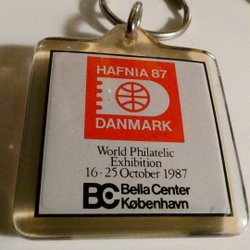 HAFNIA 87
DANMARK
World Philatelic
Exhibition
16-25 October 1987
BC Bella Center
København